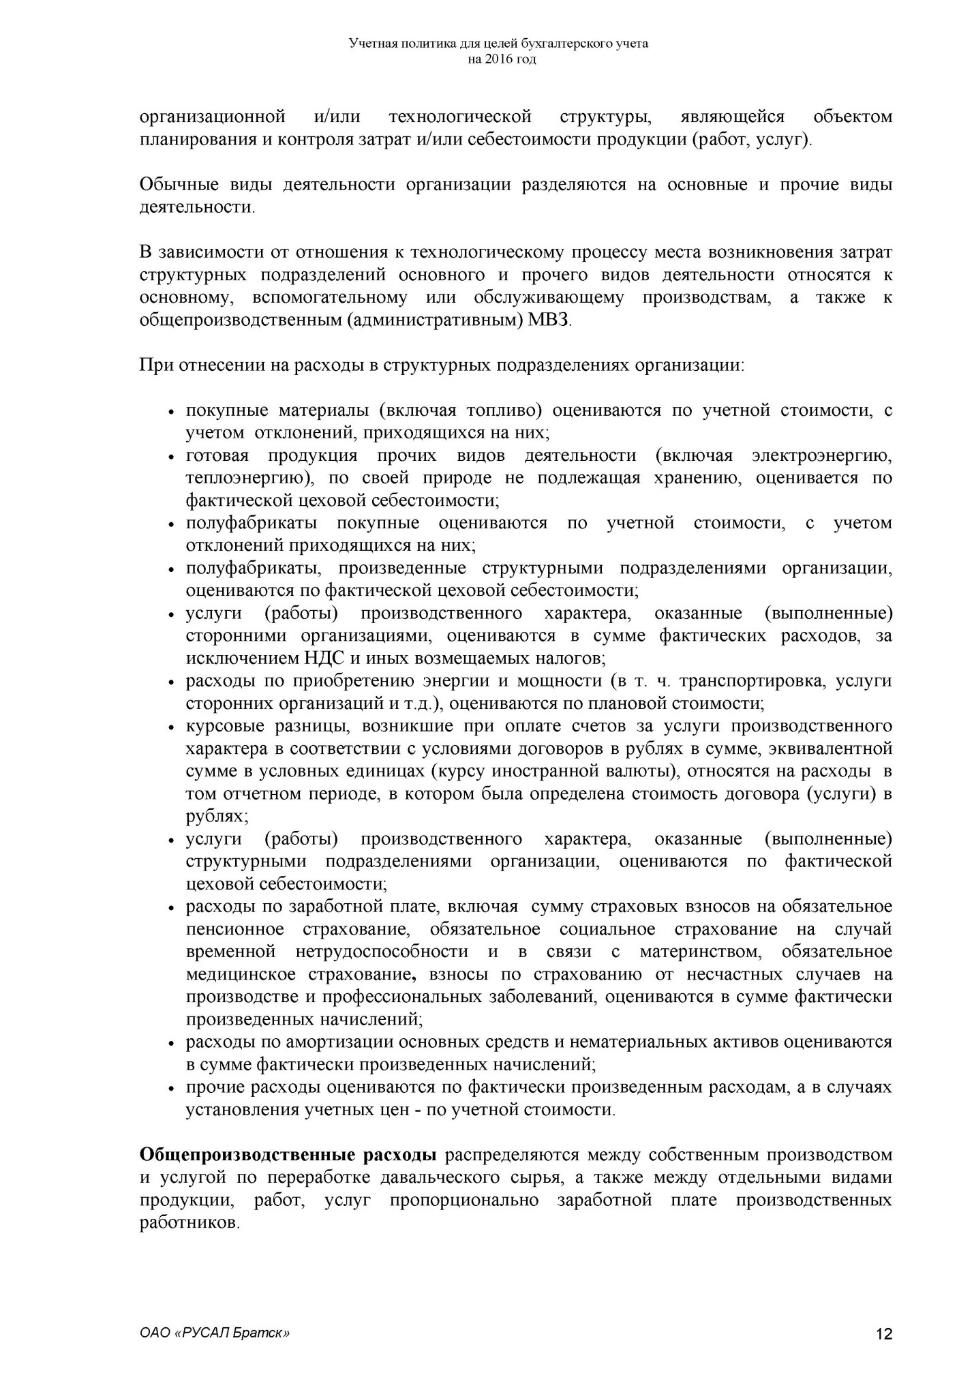 Учетная политика для целей бухгалтерского учета
на 2016 год
организационной и/или технологической структуры, являющейся объектом
планирования и контроля затрат и/или себестоимости продукции (работ, услуг).
Обычные виды деятельности организации разделяются на основные и прочие виды
деятельности.
В зависимости от отношения к технологическому процессу места возникновения затрат
структурных подразделений основного и прочего видов деятельности относятся к
основному, вспомогательному или обслуживающему производствам, а также к
общепроизводственным (административным) МВЗ.
При отнесении на расходы в структурных подразделениях организации:
• покупные материалы (включая топливо) оцениваются по учетной стоимости, с
учетом отклонений, приходящихся на них;
• готовая продукция прочих видов деятельности (включая электроэнергию,
теплоэнергию), по своей природе не подлежащая хранению, оценивается по
фактической цеховой себестоимости;
• полуфабрикаты покупные оцениваются по учетной стоимости, с учетом
отклонений приходящихся на них;
• полуфабрикаты, произведенные структурными подразделениями организации,
оцениваются по фактической цеховой себестоимости;
• услуги (работы) производственного характера, оказанные (выполненные)
сторонними организациями, оцениваются в сумме фактических расходов, за
исключением НДС и иных возмещаемых налогов;
• расходы по приобретению энергии и мощности (в т. ч. транспортировка, услуги
сторонних организаций и т.д.), оцениваются по плановой стоимости;
• курсовые разницы, возникшие при оплате счетов за услуги производственного
характера в соответствии с условиями договоров в рублях в сумме, эквивалентной
сумме в условных единицах (курсу иностранной валюты), относятся на расходы в
том отчетном периоде, в котором была определена стоимость договора (услуги) в
рублях;
• услуги (работы) производственного характера, оказанные (выполненные)
структурными подразделениями организации, оцениваются по фактической
цеховой себестоимости;
• расходы по заработной плате, включая сумму страховых взносов на обязательное
пенсионное страхование, обязательное социальное страхование на случай
временной нетрудоспособности и в связи с материнством, обязательное
медицинское страхование, взносы по страхованию от несчастных случаев на
производстве и профессиональных заболеваний, оцениваются в сумме фактически
произведенных начислений;
• расходы по амортизации основных средств и нематериальных активов оцениваются
в сумме фактически произведенных начислений;
• прочие расходы оцениваются по фактически произведенным расходам, а в случаях
установления учетных цен - по учетной стоимости.
Общепроизводственные расходы распределяются между собственным производством
и услугой по переработке давальческого сырья, а также между отдельными видами
продукции, работ, услуг пропорционально заработной плате производственных
работников.
ОАО «РУСАЛ Братск»
12